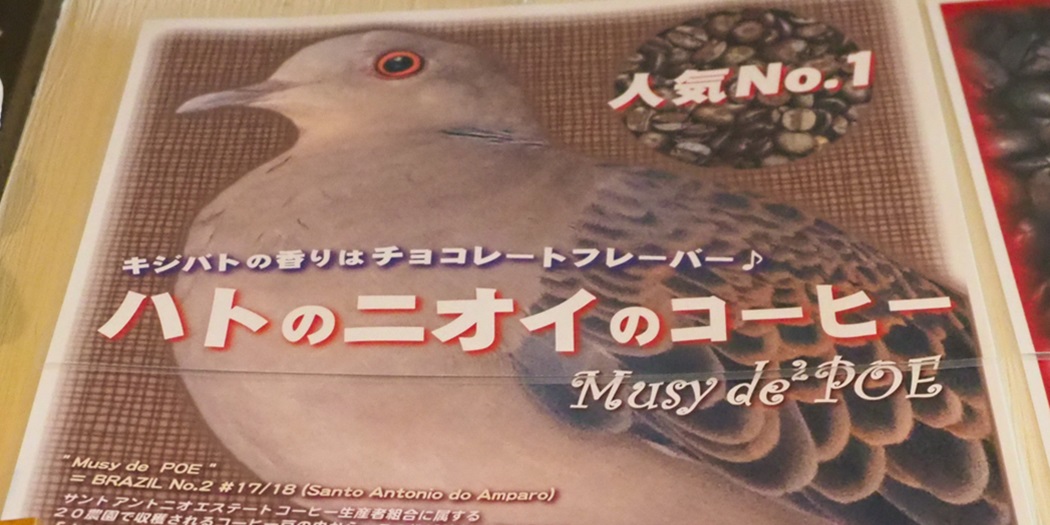 人気No.1
キジバトの香りはチョコレートフレーバー♪
ハトのニオイのコーヒー
Musy de² POE
"Musy de POE"
= BRAZIL No.2 #17/18 (Santo Antonio do Amparo)
サントアントニオエステートコーヒー生産者組合に属する
２０農園で収穫されるコーヒー豆の中から